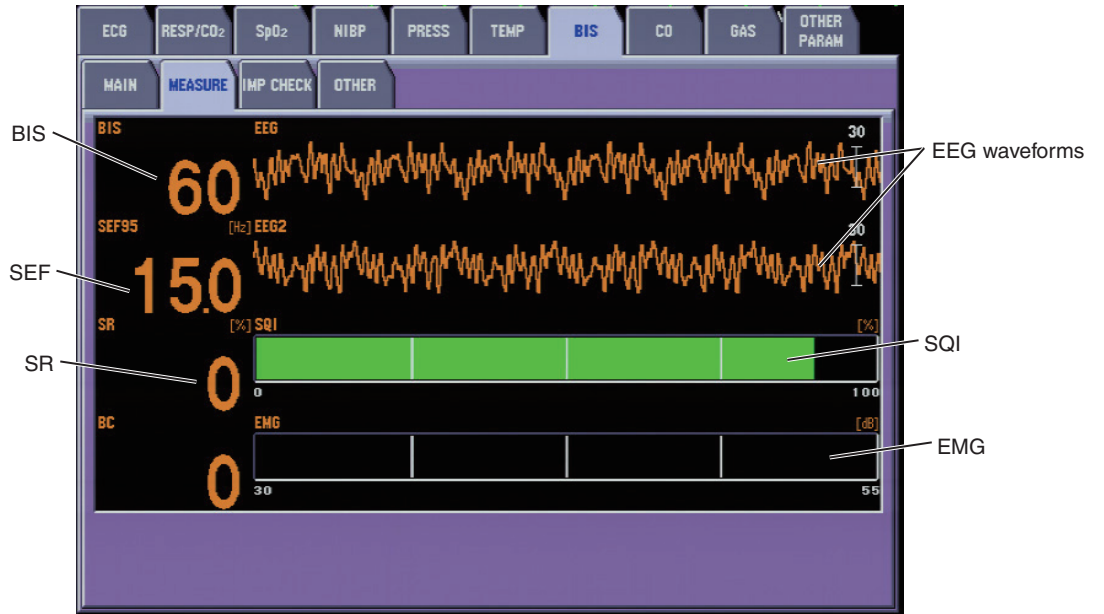 ECG RESP/CO₂ SpO₂ NIBP PRESS TEMP BIS CO GAS OTHER PARAM
MAIN MEASURE IMP CHECK OTHER
BIS EEG 30
60
SEF95 [Hz] EEG2 30
15.0
SR [%] SQI [%]
0
0 100
BC EMG [dB]
0
30 55
BIS
SEF
SR
EEG waveforms
SQI
EMG